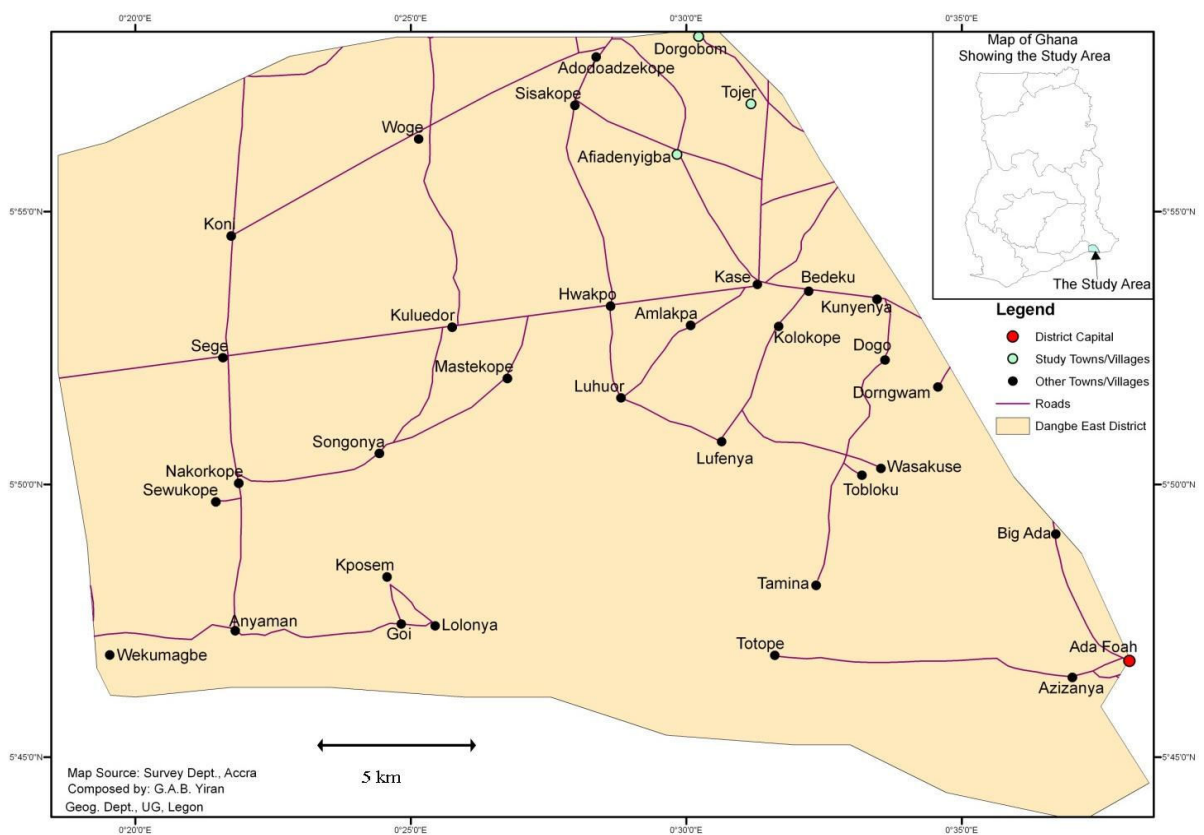 0°20'0"E
0°25'0"E
0°30'0"E
0°35'0"E
Map of Ghana
Showing the Study Area
Dorgobom
Adodoadzekope
Sisakope
Tojer
Woge
Afiadenyigba
5°55'0"N
5°55'0"N
Koni
Kase
Bedeku
The Study Area
Hwakpo
Amlakpa
Kunyenya
Legend
Kuluedor
Kolokope
District Capital
Sege
Dogo
Study Towns/Villages
Mastekope
Luhuor
Dorngwam
Other Towns/Villages
Roads
Songonya
Dangbe East District
Lufenya
Nakorkope
Wasakuse
Sewukope
Tobloku
5°50'0"N
5°50'0"N
Big Ada
Kposem
Tamina
Anyaman
Goi
Lolonya
Wekumagbe
Totope
Ada Foah
Azizanya
5°45'0"N
5°45'0"N
5 km
Map Source: Survey Dept., Accra
Composed by: G.A.B. Yiran
Geog. Dept., UG, Legon
0°20'0"E
0°25'0"E
0°30'0"E
0°35'0"E